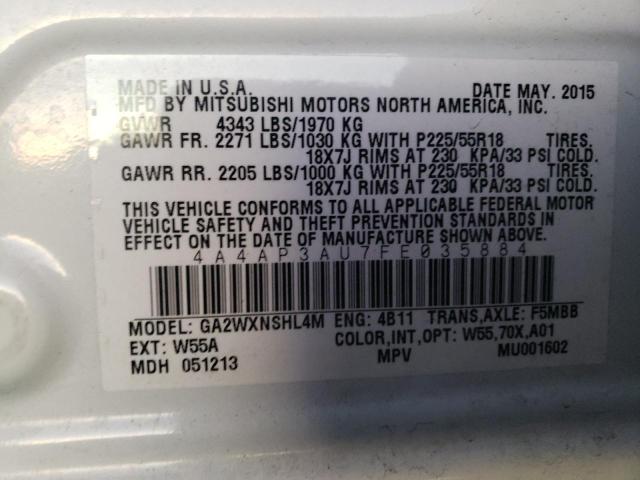 MADE IN U.S.A. DATE MAY. 2015
MFD BY MITSUBISHI MOTORS NORTH AMERICA, INC.
GVWR 4343 LBS/1970 KG
GAWR FR. 2271 LBS/1030 KG WITH P225/55R18 TIRES.
18X7J RIMS AT 230 KPA/33 PSI COLD.
GAWR RR. 2205 LBS/1000 KG WITH P225/55R18 TIRES.
18X7J RIMS AT 230 KPA/33 PSI COLD.
THIS VEHICLE CONFORMS TO ALL APPLICABLE FEDERAL MOTOR
VEHICLE SAFETY AND THEFT PREVENTION STANDARDS IN
EFFECT ON THE DATE OF MANUFACTURE SHOWN ABOVE.
4A4AP3AU7FE035884
MODEL: GA2WXNSHL4M ENG: 4B11 TRANS,AXLE: F5MBB
EXT: W55A COLOR,INT,OPT: W55,70X,A01
MDH 051213 MPV MU001602